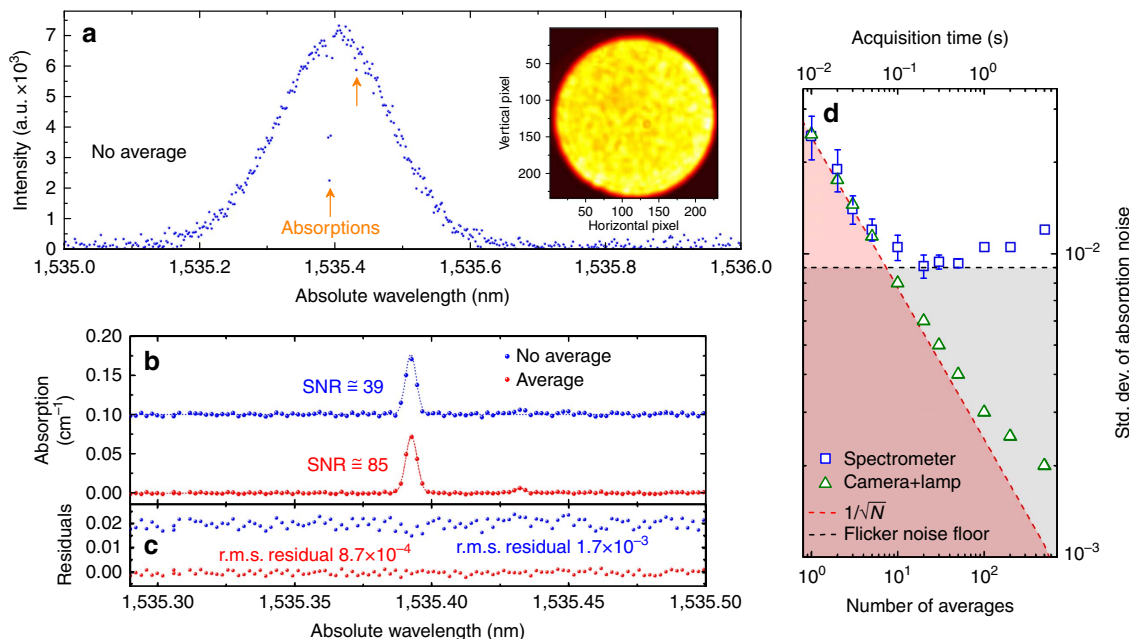 a
Intensity (a.u. ×10³)
7
6
5
4
3
2
1
0
No average
Absorptions
1,535.0
1,535.2
1,535.4
1,535.6
1,535.8
1,536.0
Absolute wavelength (nm)
Vertical pixel
50
100
150
200
50
100
150
200
Horizontal pixel
b
Absorption
(cm⁻¹)
0.20
0.15
0.10
0.05
0.00
No average
Average
SNR ≅ 39
SNR ≅ 85
c
Residuals
0.02
0.01
0.00
r.m.s. residual 8.7×10⁻⁴
r.m.s. residual 1.7×10⁻³
1,535.30
1,535.35
1,535.40
1,535.45
1,535.50
Absolute wavelength (nm)
Acquisition time (s)
10⁻²
10⁻¹
10⁰
d
Std. dev. of absorption noise
10⁻²
10⁻³
Spectrometer
Camera+lamp
1/√N
Flicker noise floor
10⁰
10¹
10²
Number of averages